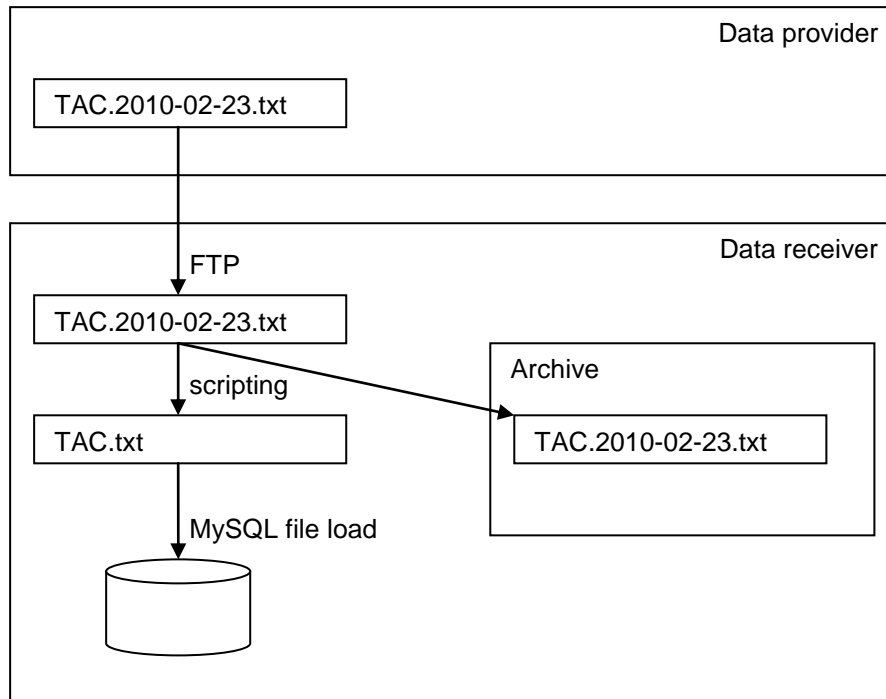 Data provider
TAC.2010-02-23.txt
Data receiver
FTP
TAC.2010-02-23.txt
Archive
scripting
TAC.txt
TAC.2010-02-23.txt
MySQL file load